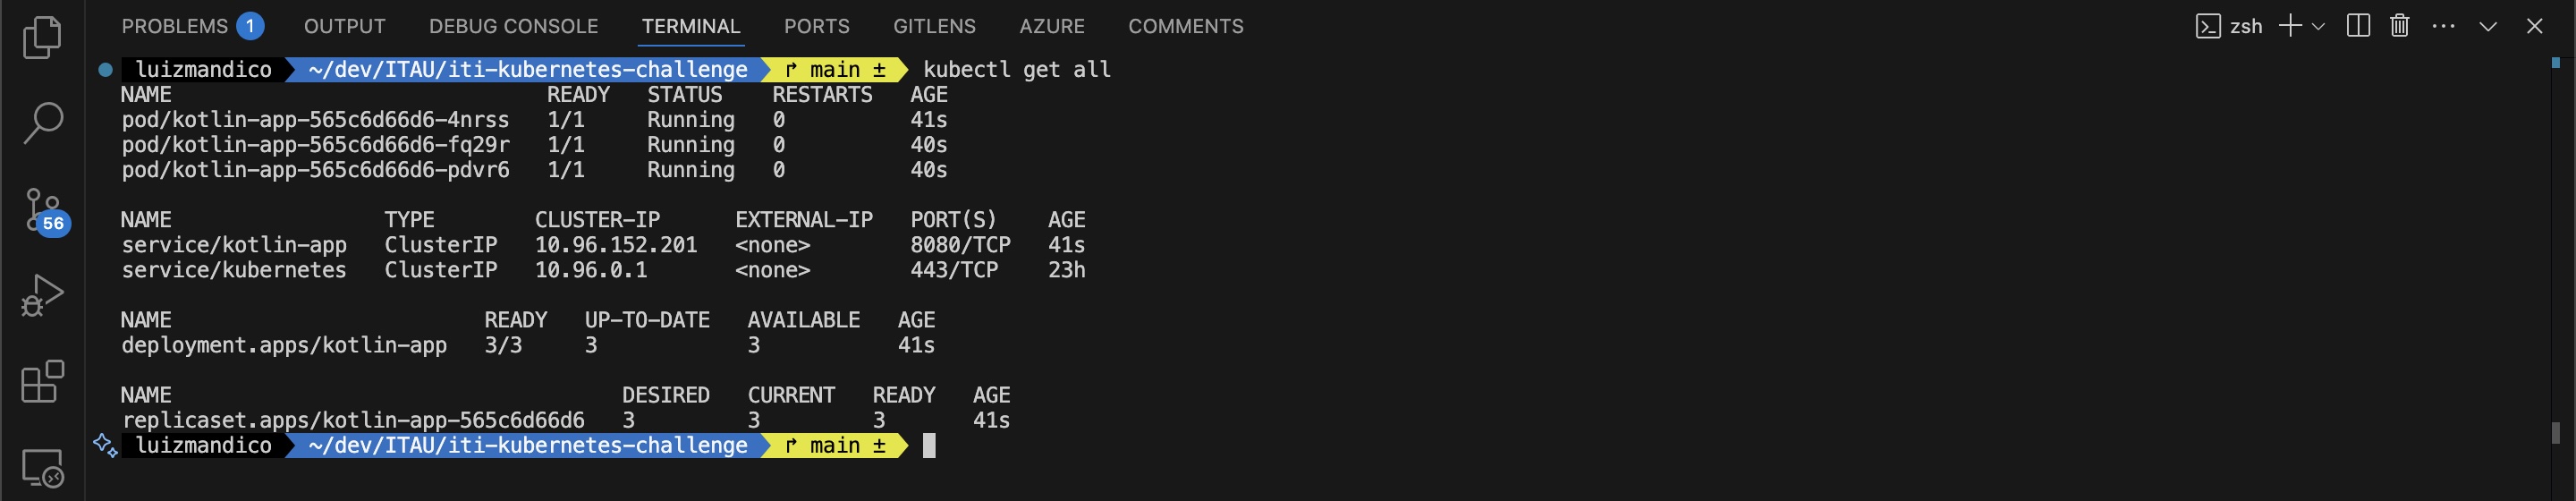 PROBLEMS 1 OUTPUT DEBUG CONSOLE TERMINAL PORTS GITLENS AZURE COMMENTS zsh
luizmandico ~/dev/ITAU/iti-kubernetes-challenge main ± kubectl get all
NAME READY STATUS RESTARTS AGE
pod/kotlin-app-565c6d66d6-4nrss 1/1 Running 0 41s
pod/kotlin-app-565c6d66d6-fq29r 1/1 Running 0 40s
pod/kotlin-app-565c6d66d6-pdvr6 1/1 Running 0 40s
NAME TYPE CLUSTER-IP EXTERNAL-IP PORT(S) AGE
service/kotlin-app ClusterIP 10.96.152.201 <none> 8080/TCP 41s
service/kubernetes ClusterIP 10.96.0.1 <none> 443/TCP 23h
NAME READY UP-TO-DATE AVAILABLE AGE
deployment.apps/kotlin-app 3/3 3 3 41s
NAME DESIRED CURRENT READY AGE
replicaset.apps/kotlin-app-565c6d66d6 3 3 3 41s
luizmandico ~/dev/ITAU/iti-kubernetes-challenge main ±
56